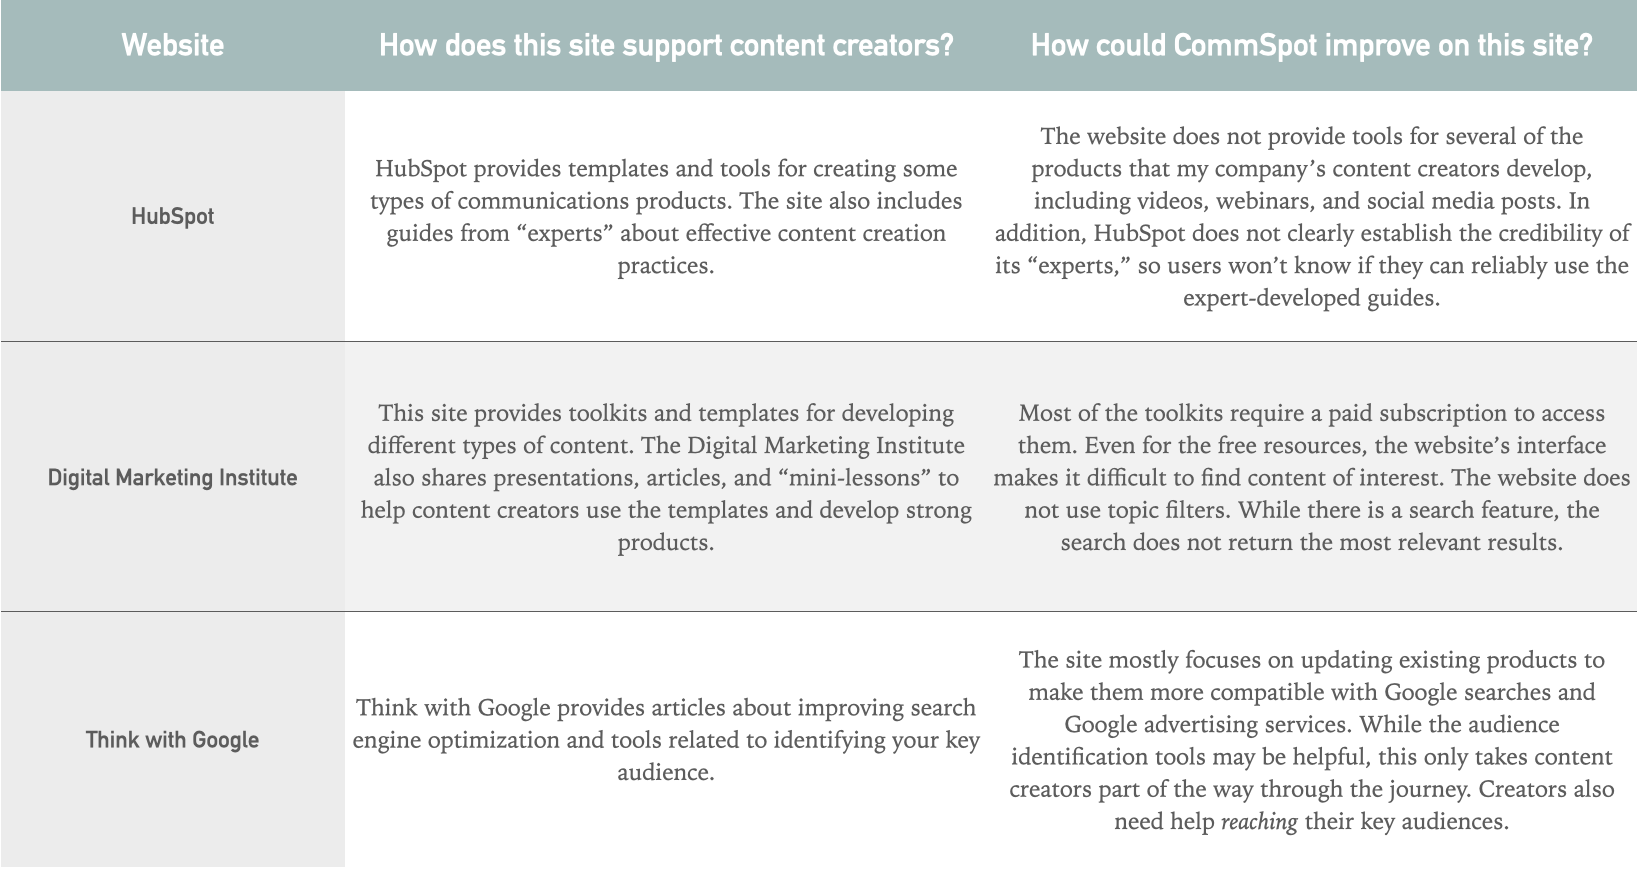 Website
How does this site support content creators?
How could CommSpot improve on this site?
HubSpot
HubSpot provides templates and tools for creating some
types of communications products. The site also includes
guides from “experts” about effective content creation
practices.
The website does not provide tools for several of the
products that my company’s content creators develop,
including videos, webinars, and social media posts. In
addition, HubSpot does not clearly establish the credibility of
its “experts,” so users won’t know if they can reliably use the
expert-developed guides.
Digital Marketing Institute
This site provides toolkits and templates for developing
different types of content. The Digital Marketing Institute
also shares presentations, articles, and “mini-lessons” to
help content creators use the templates and develop strong
products.
Most of the toolkits require a paid subscription to access
them. Even for the free resources, the website’s interface
makes it difficult to find content of interest. The website does
not use topic filters. While there is a search feature, the
search does not return the most relevant results.
Think with Google
Think with Google provides articles about improving search
engine optimization and tools related to identifying your key
audience.
The site mostly focuses on updating existing products to
make them more compatible with Google searches and
Google advertising services. While the audience
identification tools may be helpful, this only takes content
creators part of the way through the journey. Creators also
need help reaching their key audiences.